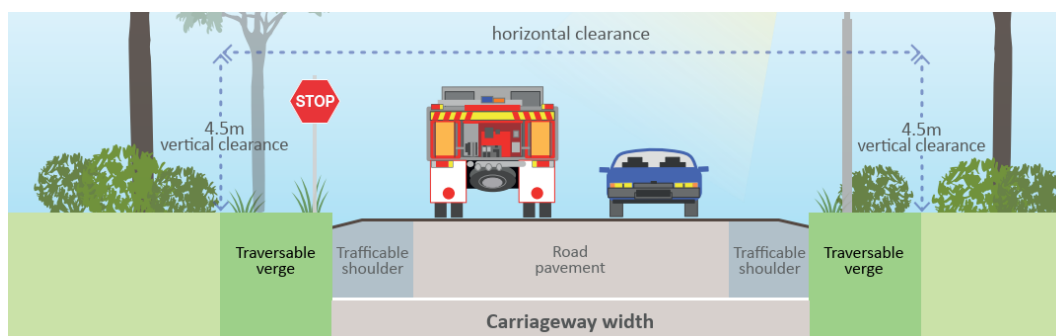 horizontal clearance
STOP
4.5m
vertical clearance
4.5m
vertical clearance
Traversable
verge
Trafficable
shoulder
Road
pavement
Trafficable
shoulder
Traversable
verge
Carriageway width